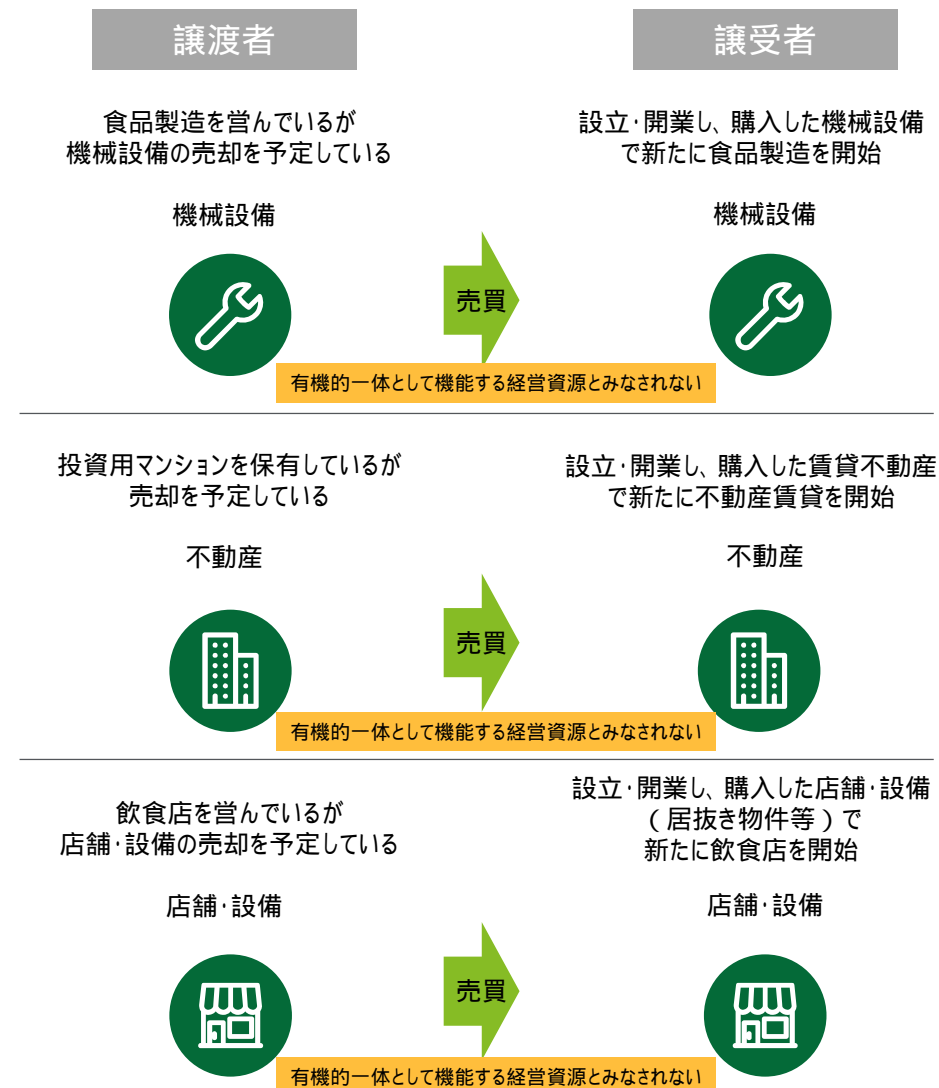 譲渡者
譲受者
食品製造を営んでいるが
機械設備の売却を予定している
設立･開業し、購入した機械設備
で新たに食品製造を開始
機械設備
機械設備
売買
有機的一体として機能する経営資源とみなされない
投資用マンションを保有しているが
売却を予定している
設立･開業し、購入した賃貸不動産
で新たに不動産賃貸を開始
不動産
不動産
売買
有機的一体として機能する経営資源とみなされない
飲食店を営んでいるが
店舗･設備の売却を予定している
設立･開業し、購入した店舗･設備
(居抜き物件等)で
新たに飲食店を開始
店舗･設備
店舗･設備
売買
有機的一体として機能する経営資源とみなされない